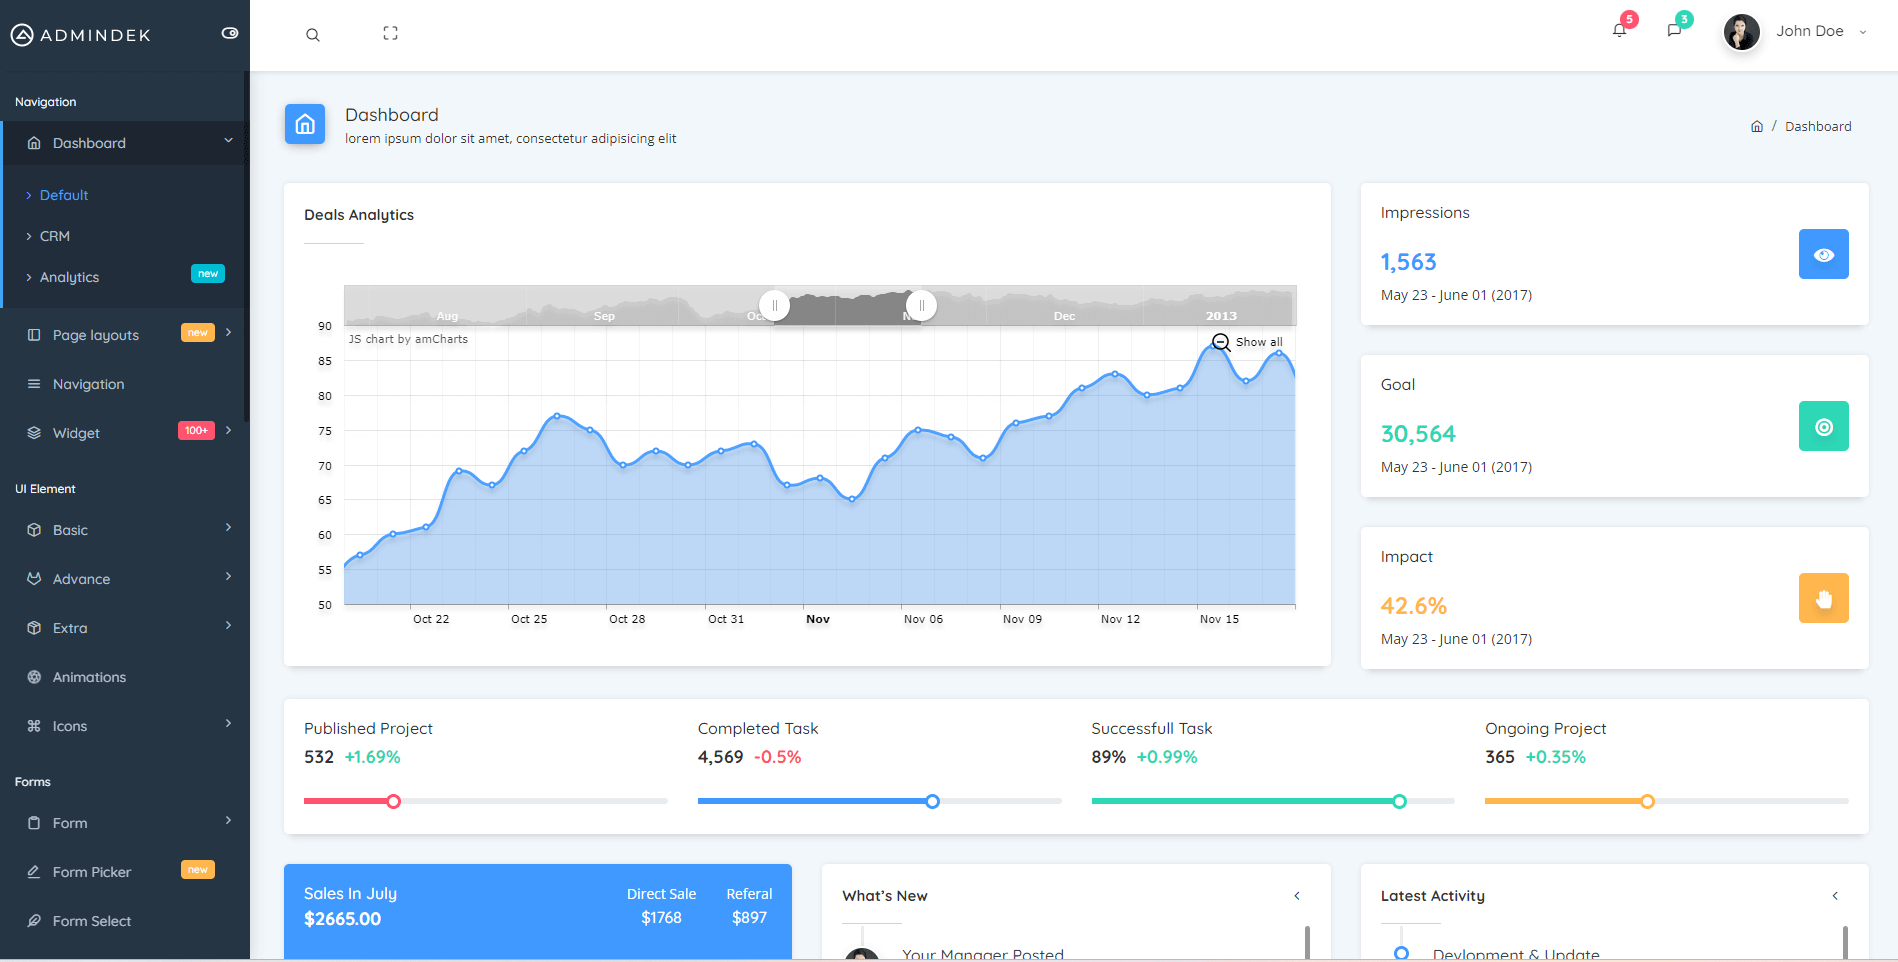 ADMINDEK
5
3
John Doe
Navigation
Dashboard
Default
CRM
Analytics
new
Page layouts
new
Navigation
Widget
100+
UI Element
Basic
Advance
Extra
Animations
Icons
Forms
Form
Form Picker
new
Form Select
Dashboard
lorem ipsum dolor sit amet, consectetur adipisicing elit
/ Dashboard
Deals Analytics
Aug
Sep
Dec
2013
JS chart by amCharts
Show all
90
85
80
75
70
65
60
55
50
Oct 22
Oct 25
Oct 28
Oct 31
Nov
Nov 06
Nov 09
Nov 12
Nov 15
Impressions
1,563
May 23 - June 01 (2017)
Goal
30,564
May 23 - June 01 (2017)
Impact
42.6%
May 23 - June 01 (2017)
Published Project
532 +1.69%
Completed Task
4,569 -0.5%
Successfull Task
89% +0.99%
Ongoing Project
365 +0.35%
Sales In July
$2665.00
Direct Sale
$1768
Referal
$897
What's New
Your Manager Posted
Latest Activity
Devlopment & Update